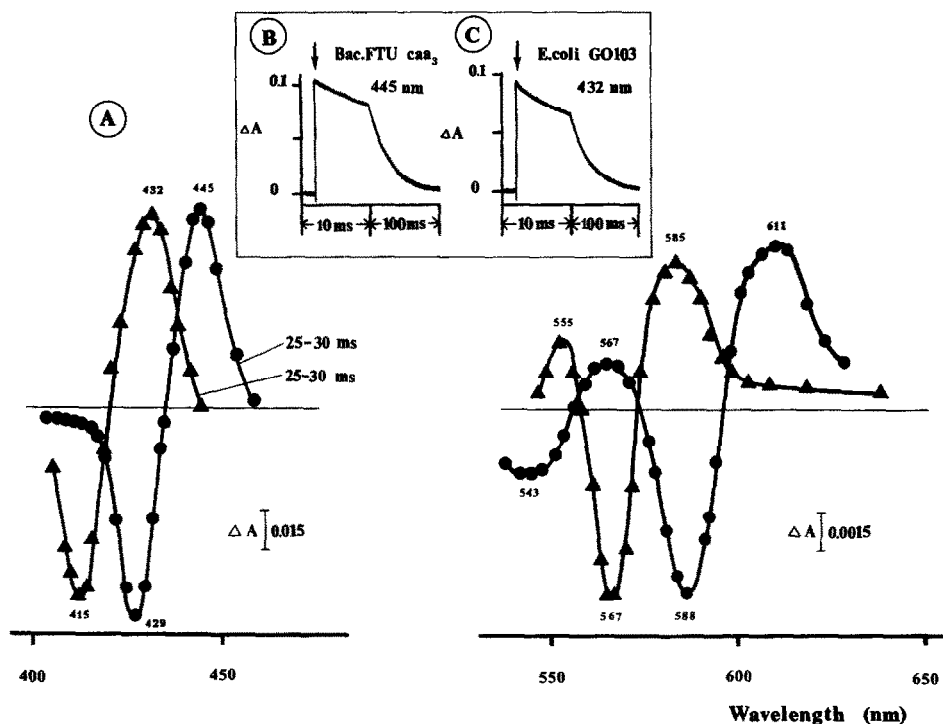 B
Bac.FTU caa₃
445 nm
C
E.coli GO103
432 nm
0.1
ΔA
0
10ms
100ms
0.1
ΔA
0
10 ms
100 ms
A
432
445
25-30 ms
25-30 ms
415
429
ΔA 0.015
555
567
585
611
543
567
588
ΔA 0.0015
400
450
550
600
650
Wavelength (nm)